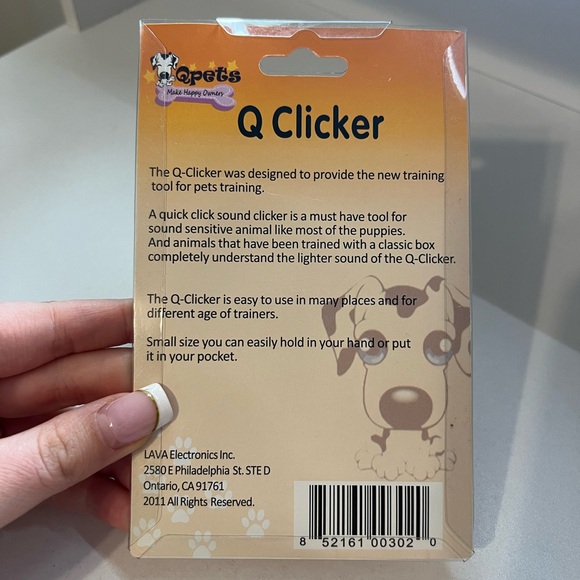 Qpets
Make Happy Owners
Q Clicker
The Q-Clicker was designed to provide the new training
tool for pets training.
A quick click sound clicker is a must have tool for
sound sensitive animal like most of the puppies.
And animals that have been trained with a classic box
completely understand the lighter sound of the Q-Clicker.
The Q-Clicker is easy to use in many places and for
different age of trainers.
Small size you can easily hold in your hand or put
it in your pocket.
LAVA Electronics Inc.
2580 E Philadelphia St. STE D
Ontario, CA 91761
2011 All Rights Reserved.
8 52161 00302 0